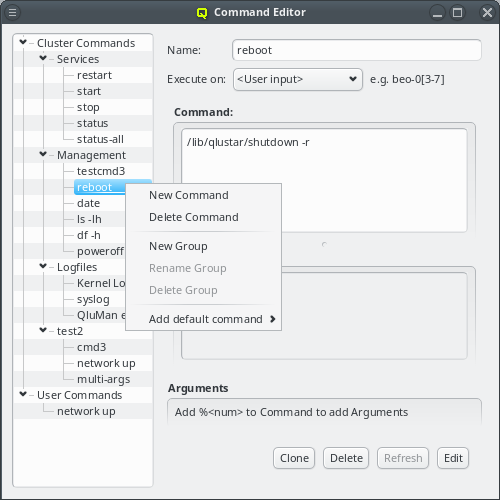 Command Editor
Cluster Commands
Services
restart
start
stop
status
status-all
Management
testcmd3
reboot
date
ls -lh
df -h
poweroff
Logfiles
Kernel Lo
syslog
QluMan
test2
cmd3
network up
multi-args
User Commands
network up
Name: reboot
Execute on: <User input> e.g. beo-0[3-7]
Command:
/lib/qlustar/shutdown -r
New Command
Delete Command
New Group
Rename Group
Delete Group
Add default command
Arguments
Add %<num> to Command to add Arguments
Clone Delete Refresh Edit